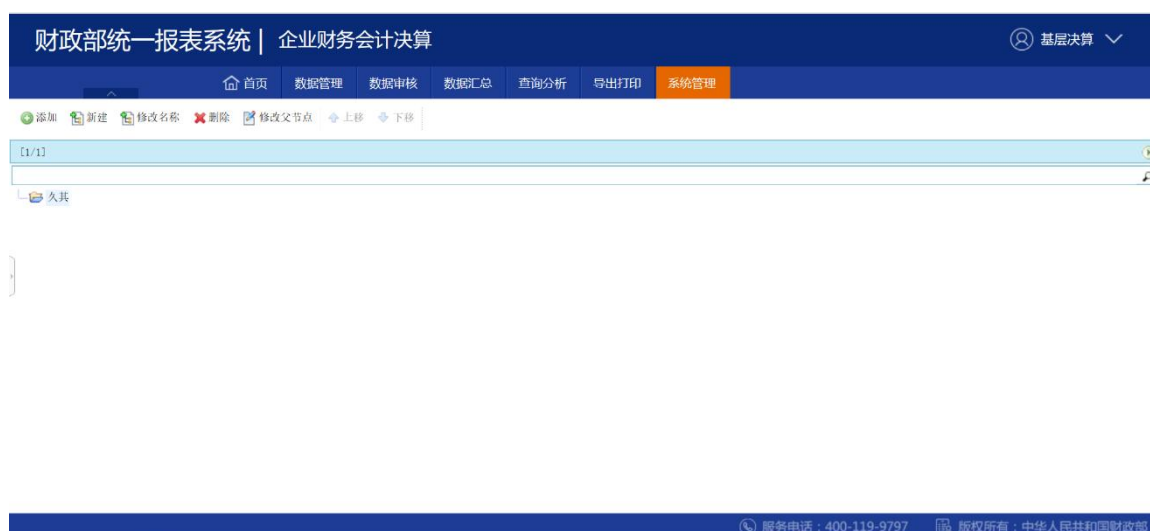 财政部统一报表系统 | 企业财务会计决算 基层决算
首页 数据管理 数据审核 数据汇总 查询分析 导出打印 系统管理
添加 新建 修改名称 删除 修改父节点 上移 下移
[1/1]
久其
服务电话：400-119-9797 版权所有：中华人民共和国财政部